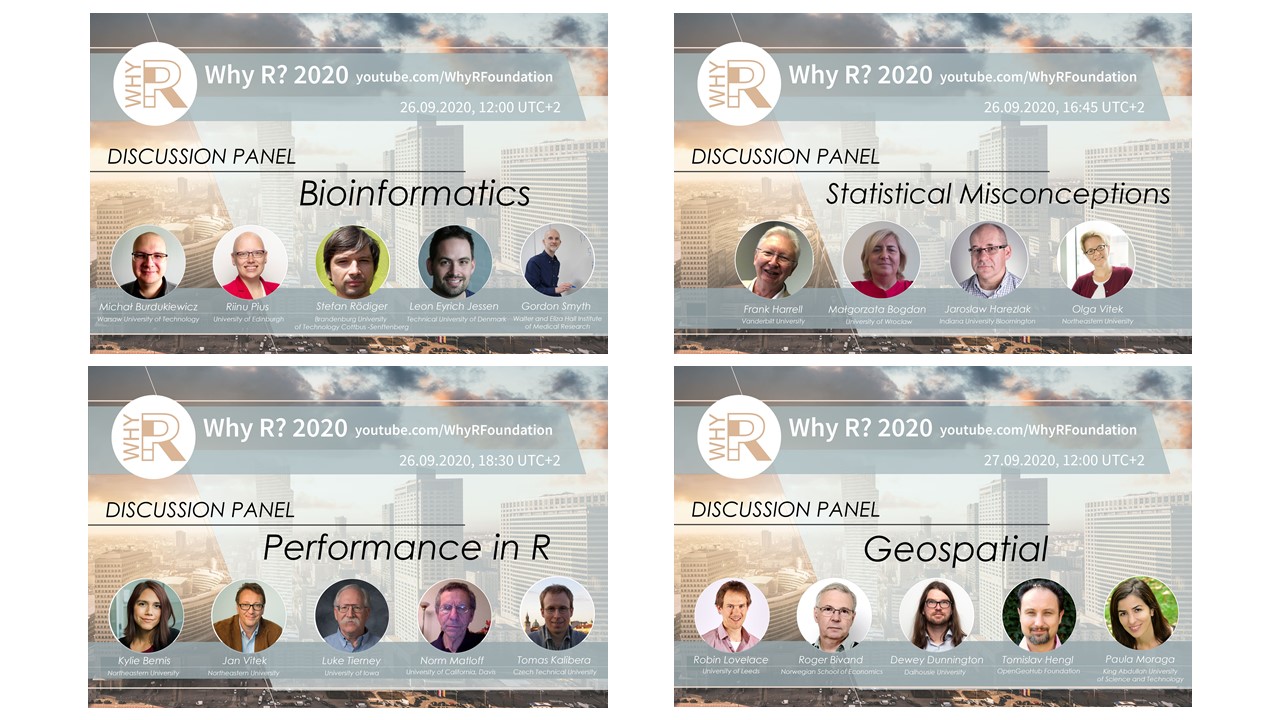 WHY R
Why R? 2020 youtube.com/WhyRFoundation
26.09.2020, 12:00 UTC+2
DISCUSSION PANEL
Bioinformatics
Michał Burdukiewicz
Warsaw University of Technology
Riinu Pius
University of Edinburgh
Stefan Rödiger
Brandenburg University
of Technology Cottbus -Senftenberg
Leon Eyrich Jessen
Technical University of Denmark
Gordon Smyth
Walter and Eliza Hall Institute
of Medical Research
WHY R
Why R? 2020 youtube.com/WhyRFoundation
26.09.2020, 16:45 UTC+2
DISCUSSION PANEL
Statistical Misconceptions
Frank Harrell
Vanderbilt University
Małgorzata Bogdan
University of Wroclaw
Jaroslaw Harezlak
Indiana University Bloomington
Olga Vitek
Northeastern University
WHY R
Why R? 2020 youtube.com/WhyRFoundation
26.09.2020, 18:30 UTC+2
DISCUSSION PANEL
Performance in R
Kylie Bemis
Northeastern University
Jan Vitek
Northeastern University
Luke Tierney
University of Iowa
Norm Matloff
University of California, Davis
Tomas Kalibera
Czech Technical University
WHY R
Why R? 2020 youtube.com/WhyRFoundation
27.09.2020, 12:00 UTC+2
DISCUSSION PANEL
Geospatial
Robin Lovelace
University of Leeds
Roger Bivand
Norwegian School of Economics
Dewey Dunnington
Dalhouse University
Tomislav Hengl
OpenGeoHub Foundation
Paula Moraga
King Abdullah University
of Science and Technology